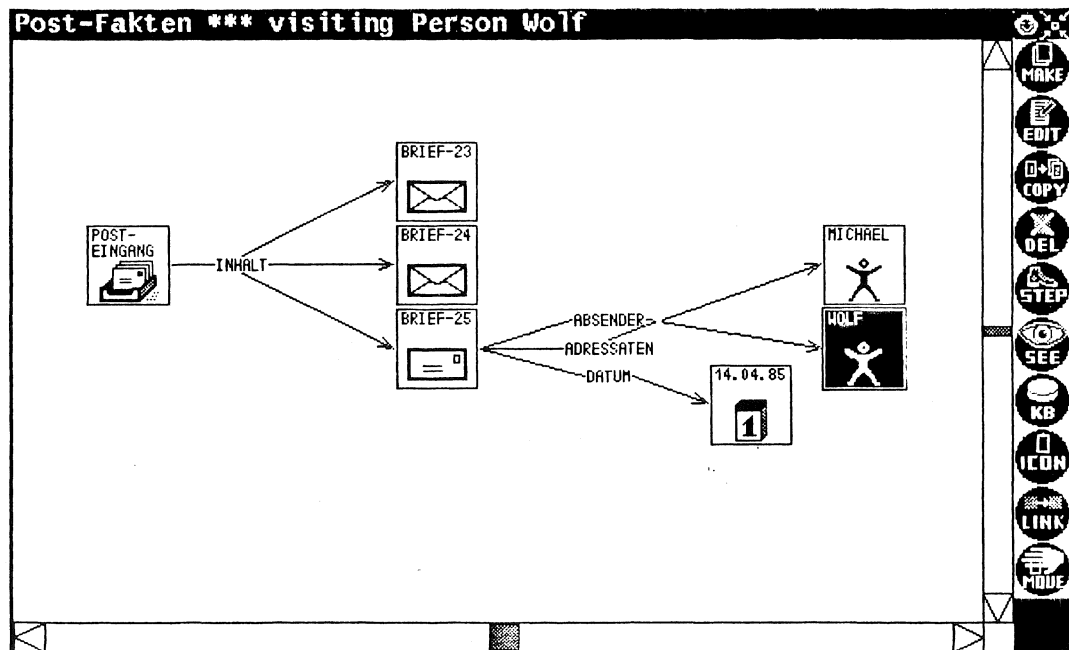 Post-Fakten *** visiting Person Wolf
MAKE
EDIT
COPY
DEL
STEP
SEE
KB
ICON
LINK
MOVE
BRIEF-23
POST-
EINGANG
INHALT
BRIEF-24
BRIEF-25
MICHAEL
WOLF
ABSENDER
ADRESSATEN
DATUM
14.04.85
1